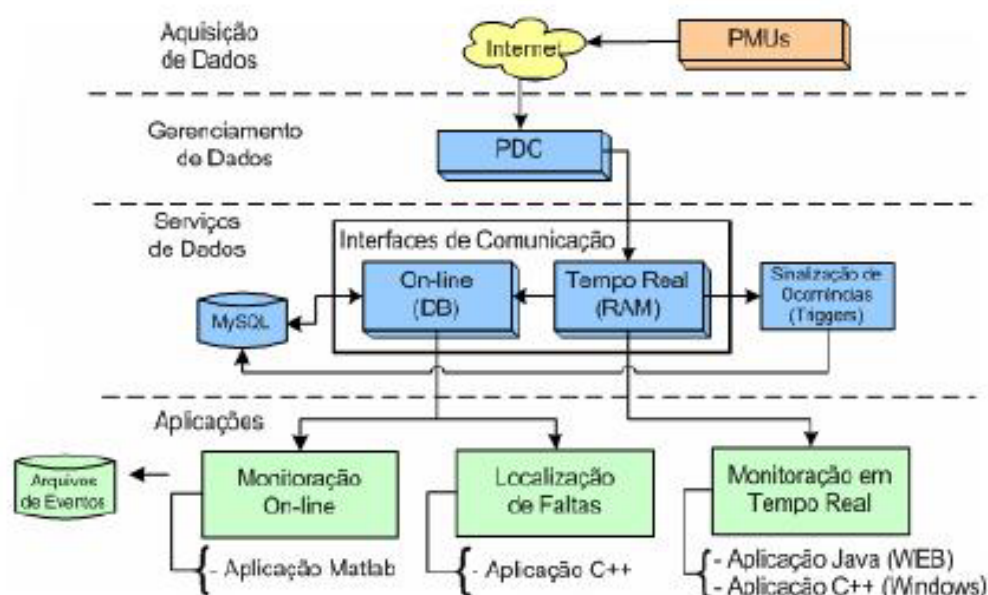 Aquisição
de Dados
Internet
PMUs
Gerenciamento
de Dados
PDC
Serviços
de Dados
Interfaces de Comunicação
On-line
(DB)
Tempo Real
(RAM)
Sinalização de
Ocorrências
(Triggers)
MySQL
Aplicações
Arquivos
de Eventos
Monitoração
On-line
Localização
de Faltas
Monitoração em
Tempo Real
- Aplicação Matlab
- Aplicação C++
- Aplicação Java (WEB)
- Aplicação C++ (Windows)